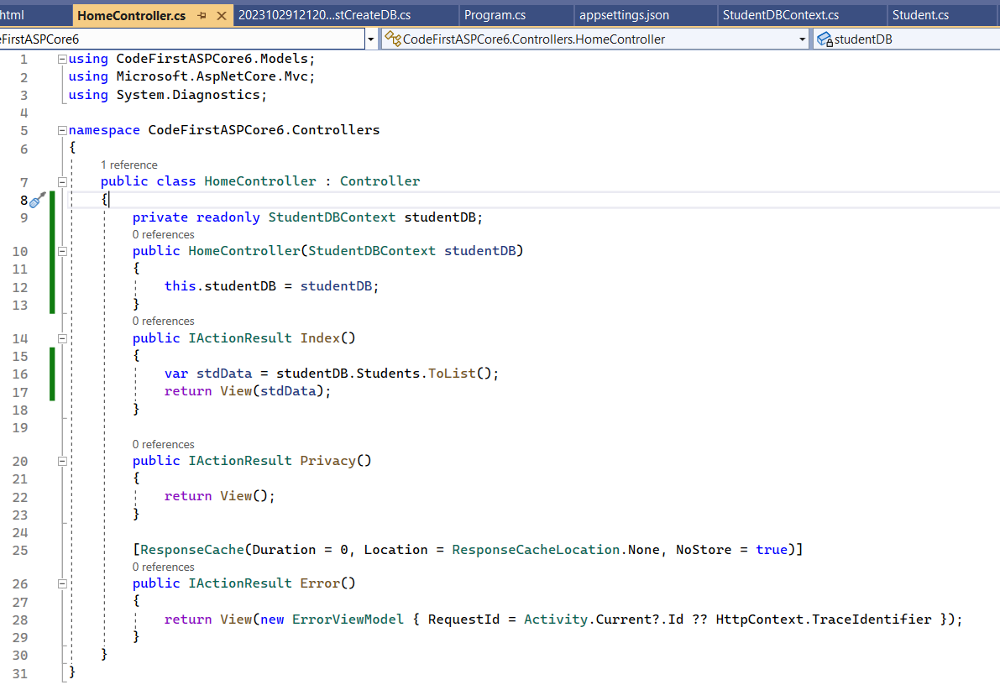 html HomeController.cs 2023102912120...stCreateDB.cs Program.cs appsettings.json StudentDBContext.cs Student.cs
eFirstASPCore6 CodeFirstASPCore6.Controllers.HomeController studentDB
1 using CodeFirstASPCore6.Models;
2 using Microsoft.AspNetCore.Mvc;
3 using System.Diagnostics;
4
5 namespace CodeFirstASPCore6.Controllers
6 {
1 reference
7 public class HomeController : Controller
8 {
9 private readonly StudentDBContext studentDB;
0 references
10 public HomeController(StudentDBContext studentDB)
11 {
12 this.studentDB = studentDB;
13 }
0 references
14 public IActionResult Index()
15 {
16 var stdData = studentDB.Students.ToList();
17 return View(stdData);
18 }
19
0 references
20 public IActionResult Privacy()
21 {
22 return View();
23 }
24
25 [ResponseCache(Duration = 0, Location = ResponseCacheLocation.None, NoStore = true)]
0 references
26 public IActionResult Error()
27 {
28 return View(new ErrorViewModel { RequestId = Activity.Current?.Id ?? HttpContext.TraceIdentifier });
29 }
30 }
31 }